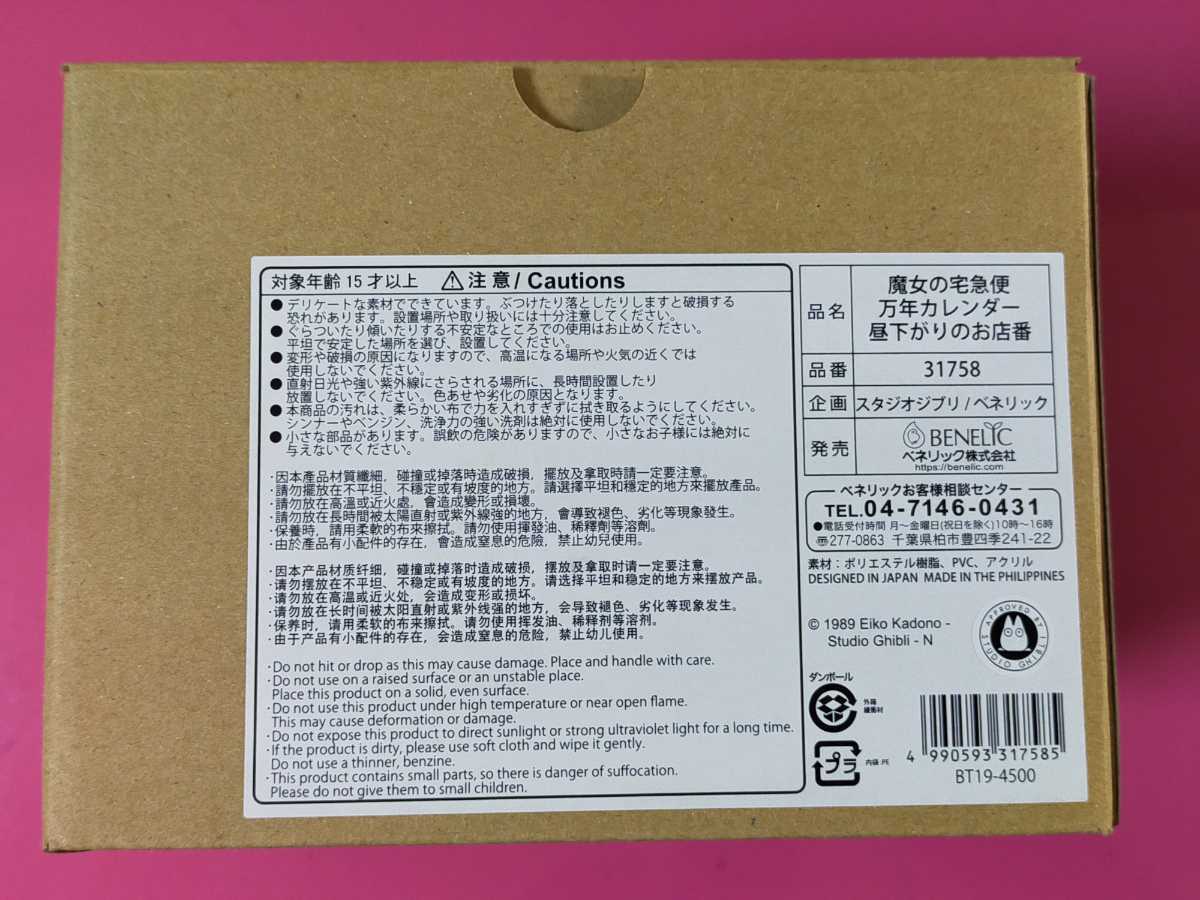 対象年齢 15 才以上 ⚠注意/ Cautions
●デリケートな素材でできています。ぶつけたり落としたりしますと破損する
恐れがあります。設置場所や取り扱いには十分注意してください。
●ぐらついたり傾いたりする不安定なところでの使用はお止めください。
平坦で安定した場所を選び、設置してください。
●変形や破損の原因になりますので、高温になる場所や火気の近くでは
使用しないでください。
●直射日光や強い紫外線にさらされる場所に、長時間設置したり
放置しないでください。色あせや劣化の原因となります。
●本商品の汚れは、柔らかい布で力を入れすぎずに拭き取るようにしてください。
シンナーやベンジン、洗浄力の強い洗剤は絶対に使用しないでください。
●小さな部品があります。誤飲の危険がありますので、小さなお子様には絶対に
与えないでください。
·因本產品材質纖細，碰撞或掉落時造成破損，擺放及拿取時請一定要注意。
·請勿擺放在不平坦、不穩定或有坡度的地方。請選擇平坦和穩定的地方來擺放產品。
·請勿放在高溫或近火處，會造成變形或損壞。
·請勿放在長時間被太陽直射或紫外線強的地方，會導致褪色、劣化等現象發生。
·保養時，請用柔軟的布來擦拭。請勿使用揮發油、稀釋劑等溶劑。
·由於產品有小配件的存在，會造成窒息的危險，禁止幼兒使用。
·因本产品材质纤细，碰撞或掉落时造成破损，摆放及拿取时请一定要注意。
·请勿摆放在不平坦、不稳定或有坡度的地方。请选择平坦和稳定的地方来摆放产品。
·请勿放在高温或近火处，会造成变形或损坏。
·请勿放在长时间被太阳直射或紫外线强的地方，会导致褪色、劣化等现象发生。
·保养时，请用柔软的布来擦拭。请勿使用挥发油、稀释剂等溶剂。
·由于产品有小配件的存在，会造成窒息的危险，禁止幼儿使用。
·Do not hit or drop as this may cause damage. Place and handle with care.
·Do not use on a raised surface or an unstable place.
Place this product on a solid, even surface.
·Do not use this product under high temperature or near open flame.
This may cause deformation or damage.
·Do not expose this product to direct sunlight or strong ultraviolet light for a long time.
·If the product is dirty, please use soft cloth and wipe it gently.
Do not use a thinner, benzine.
·This product contains small parts, so there is danger of suffocation.
Please do not give them to small children.
品名
魔女の宅急便
万年カレンダー
昼下がりのお店番
品番 31758
企画 スタジオジブリ / ベネリック
発売
BENELIC
ベネリック株式会社
https://benelic.com
ベネリックお客様相談センター
TEL.04-7146-0431
●電話受付時間 月〜金曜日(祝日を除く)10時〜16時
〠277-0863 千葉県柏市豊四季241-22
素材：ポリエステル樹脂、PVC、アクリル
DESIGNED IN JAPAN MADE IN THE PHILIPPINES
© 1989 Eiko Kadono -
Studio Ghibli - N
APPROVED BY
STUDIO GHIBLI
ダンボール
外箱
緩衝材
プラ
内袋:PE
4 990593 317585
BT19-4500